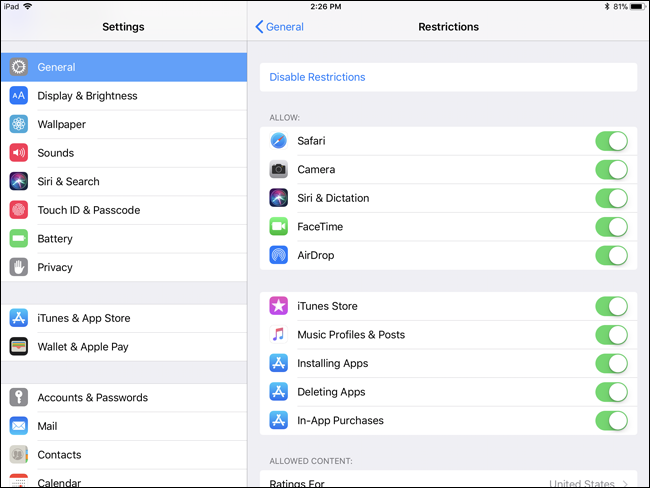 iPad
2:26 PM
81%
Settings
General
Display & Brightness
Wallpaper
Sounds
Siri & Search
Touch ID & Passcode
Battery
Privacy
iTunes & App Store
Wallet & Apple Pay
Accounts & Passwords
Mail
Contacts
Calendar
General
Restrictions
Disable Restrictions
ALLOW:
Safari
Camera
Siri & Dictation
FaceTime
AirDrop
iTunes Store
Music Profiles & Posts
Installing Apps
Deleting Apps
In-App Purchases
ALLOWED CONTENT:
Ratings For
United States